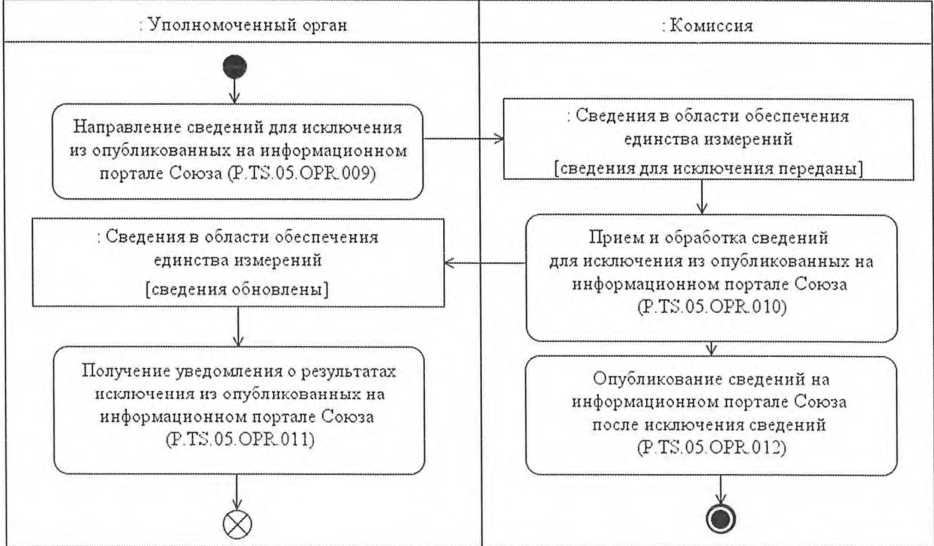 : Уполномоченный орган
: Комиссия
Направление сведений для исключения
из опубликованных на информационном
портале Союза (P.TS.05.OPR.009)
: Сведения в области обеспечения
единства измерений
[сведения для исключения переданы]
: Сведения в области обеспечения
единства измерений
[сведения обновлены]
Прием и обработка сведений
для исключения из опубликованных на
информационном портале Союза
(P.TS.05.OPR.010)
Получение уведомления о результатах
исключения из опубликованных на
информационном портале Союза
(P.TS.05.OPR.011)
Опубликование сведений на
информационном портале Союза
после исключения сведений
(P.TS.05.OPR.012)